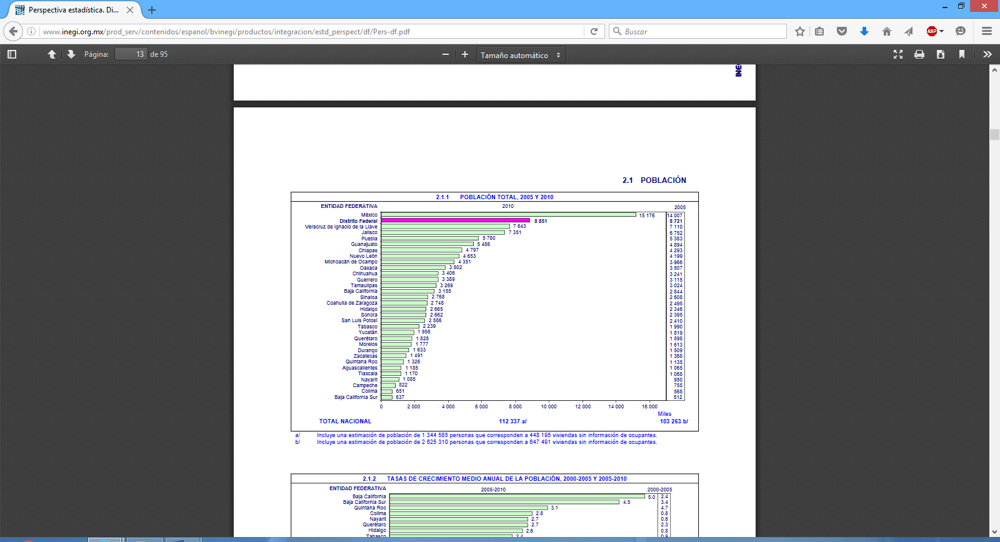 Perspectiva estadística. Di...
www.inegi.org.mx/prod_serv/contenidos/espanol/bvinegi/productos/integracion/estd_perspect/df/Pers-df.pdf
Buscar
ABP
Página: 13 de 95
Tamaño automático
2.1 POBLACIÓN
2.1.1 POBLACIÓN TOTAL, 2005 Y 2010
ENTIDAD FEDERATIVA 2010 2005
México 15 176 14 007
Distrito Federal 8 851 8 721
Veracruz de Ignacio de la Llave 7 643 7 110
Jalisco 7 351 6 752
Puebla 5 780 5 383
Guanajuato 5 486 4 894
Chiapas 4 797 4 293
Nuevo León 4 653 4 199
Michoacán de Ocampo 4 351 3 966
Oaxaca 3 802 3 507
Chihuahua 3 406 3 241
Guerrero 3 389 3 115
Tamaulipas 3 269 3 024
Baja California 3 155 2 844
Sinaloa 2 768 2 608
Coahuila de Zaragoza 2 748 2 495
Hidalgo 2 665 2 346
Sonora 2 662 2 395
San Luis Potosí 2 586 2 410
Tabasco 2 239 1 990
Yucatán 1 956 1 819
Querétaro 1 828 1 598
Morelos 1 777 1 613
Durango 1 633 1 509
Zacatecas 1 491 1 368
Quintana Roo 1 326 1 135
Aguascalientes 1 185 1 065
Tlaxcala 1 170 1 068
Nayarit 1 085 950
Campeche 822 755
Colima 651 568
Baja California Sur 637 512
0 2 000 4 000 6 000 8 000 10 000 12 000 14 000 16 000
Miles
TOTAL NACIONAL 112 337 a/ 103 263 b/
a/ Incluye una estimación de población de 1 344 585 personas que corresponden a 448 195 viviendas sin información de ocupantes.
b/ Incluye una estimación de población de 2 625 310 personas que corresponden a 647 491 viviendas sin información de ocupantes.
2.1.2 TASAS DE CRECIMIENTO MEDIO ANUAL DE LA POBLACIÓN, 2000-2005 Y 2005-2010
ENTIDAD FEDERATIVA 2005-2010 2000-2005
Baja California 5.0 2.4
Baja California Sur 4.5 3.4
Quintana Roo 3.1 4.7
Colima 2.8 0.8
Nayarit 2.7 0.6
Querétaro 2.7 2.3
Hidalgo 2.6 0.8
Tabasco 2.4 0.9